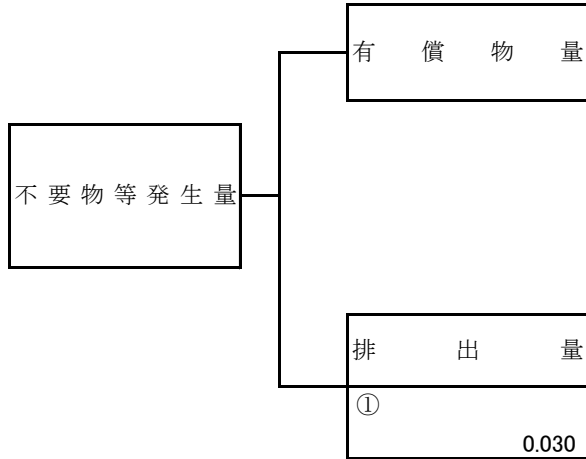 有償物量
不要物等発生量
排出量
①
0.030